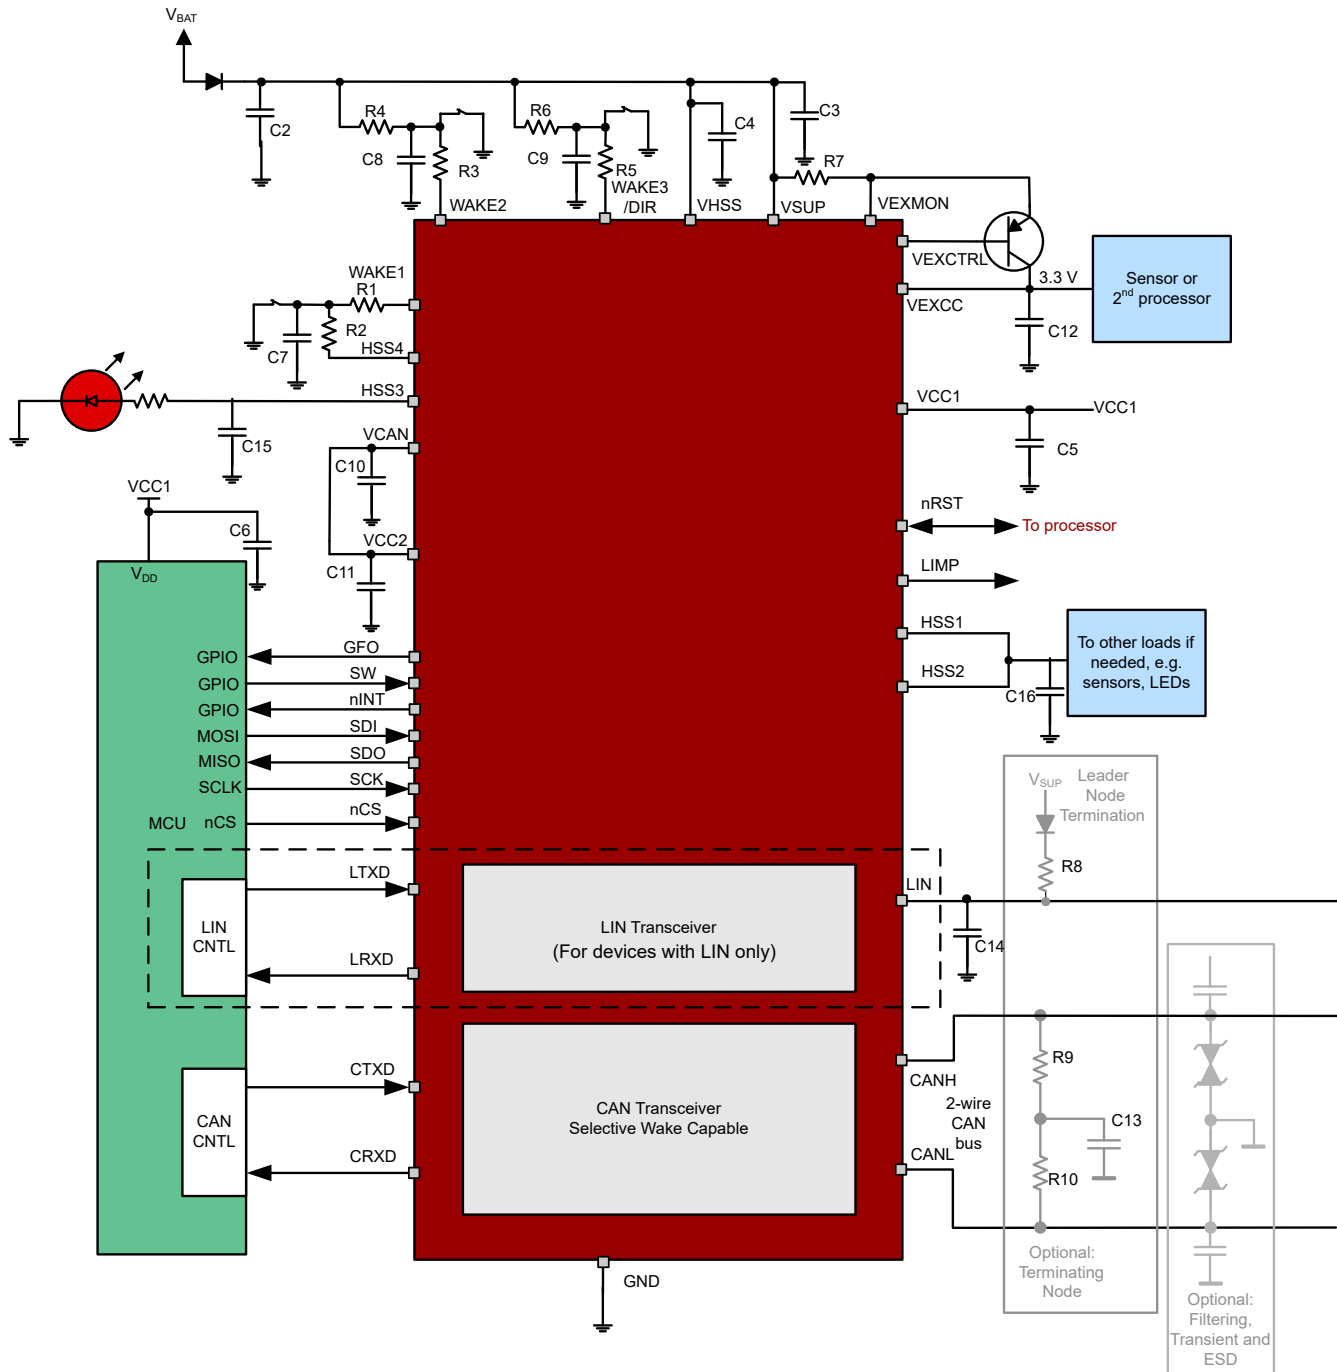 VBAT
C2
R4
C8
R3
R6
C9
R5
C4
C3
R7
WAKE2
WAKE3
/DIR
VHSS
VSUP
VEXMON
VEXCTRL
3.3 V
VEXCC
Sensor or
2nd processor
C12
WAKE1
R1
R2
C7
HSS4
HSS3
C15
VCAN
C10
VCC2
C11
VCC1
VCC1
C5
VCC1
C6
VDD
nRST
To processor
LIMP
HSS1
HSS2
C16
To other loads if
needed, e.g.
sensors, LEDs
GPIO
GFO
GPIO
SW
GPIO
nINT
MOSI
SDI
MISO
SDO
SCLK
SCK
MCU
nCS
nCS
LIN
CNTL
LTXD
LRXD
LIN Transceiver
(For devices with LIN only)
LIN
C14
VSUP
Leader
Node
Termination
R8
CAN
CNTL
CTXD
CRXD
CAN Transceiver
Selective Wake Capable
CANH
2-wire
CAN
bus
CANL
R9
C13
R10
Optional:
Terminating
Node
Optional:
Filtering,
Transient and
ESD
GND